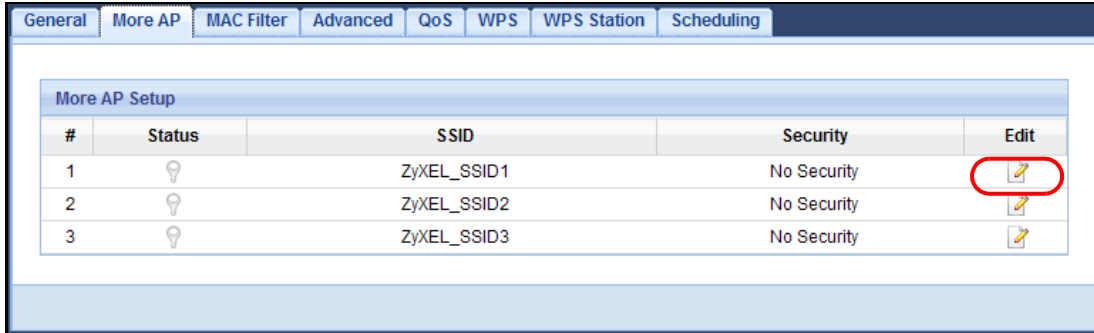 General More AP MAC Filter Advanced QoS WPS WPS Station Scheduling
More AP Setup
# Status SSID Security Edit
1 ZyXEL_SSID1 No Security
2 ZyXEL_SSID2 No Security
3 ZyXEL_SSID3 No Security